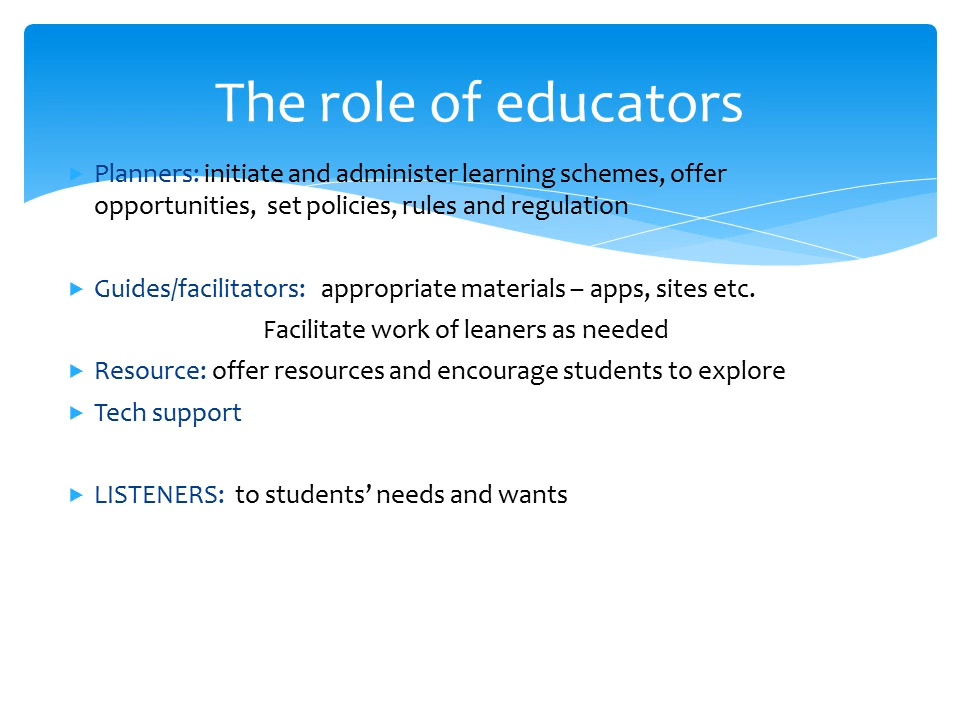 The role of educators
Planners: initiate and administer learning schemes, offer
opportunities, set policies, rules and regulation
Guides/facilitators: appropriate materials – apps, sites etc.
Facilitate work of leaners as needed
Resource: offer resources and encourage students to explore
Tech support
LISTENERS: to students’ needs and wants